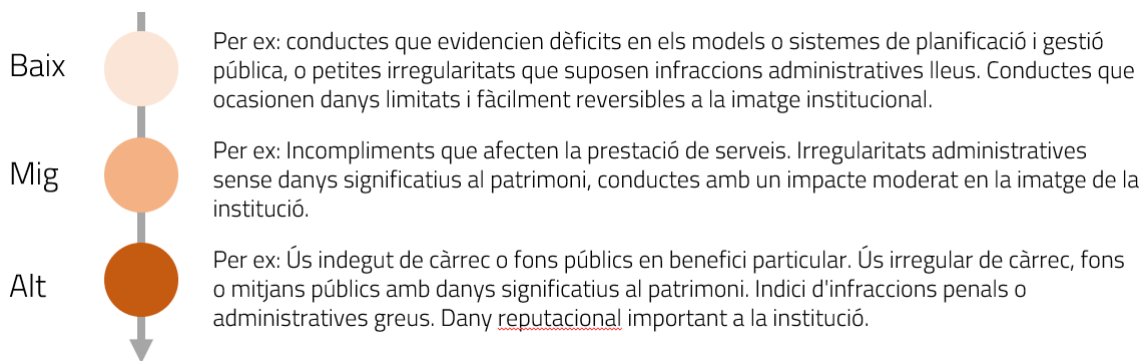 Baix
Per ex: conductes que evidencien dèficits en els models o sistemes de planificació i gestió
pública, o petites irregularitats que suposen infraccions administratives lleus. Conductes que
ocasionen danys limitats i fàcilment reversibles a la imatge institucional.
Mig
Per ex: Incompliments que afecten la prestació de serveis. Irregularitats administratives
sense danys significatius al patrimoni, conductes amb un impacte moderat en la imatge de la
institució.
Alt
Per ex: Ús indegut de càrrec o fons públics en benefici particular. Ús irregular de càrrec, fons
o mitjans públics amb danys significatius al patrimoni. Indici d'infraccions penals o
administratives greus. Dany reputacional important a la institució.